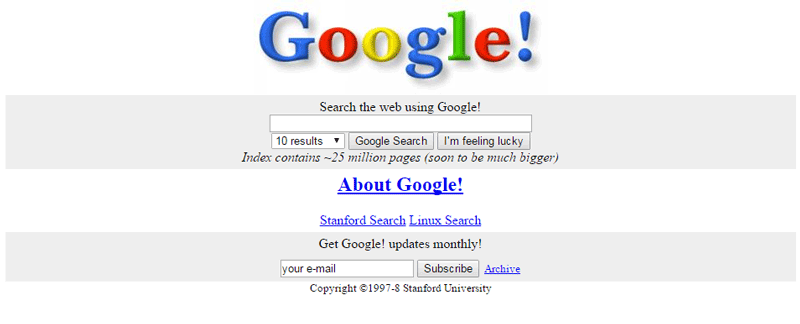 Google!
Search the web using Google!
10 results Google Search I'm feeling lucky
Index contains ~25 million pages (soon to be much bigger)
About Google!
Stanford Search Linux Search
Get Google! updates monthly!
your e-mail Subscribe Archive
Copyright ©1997-8 Stanford University